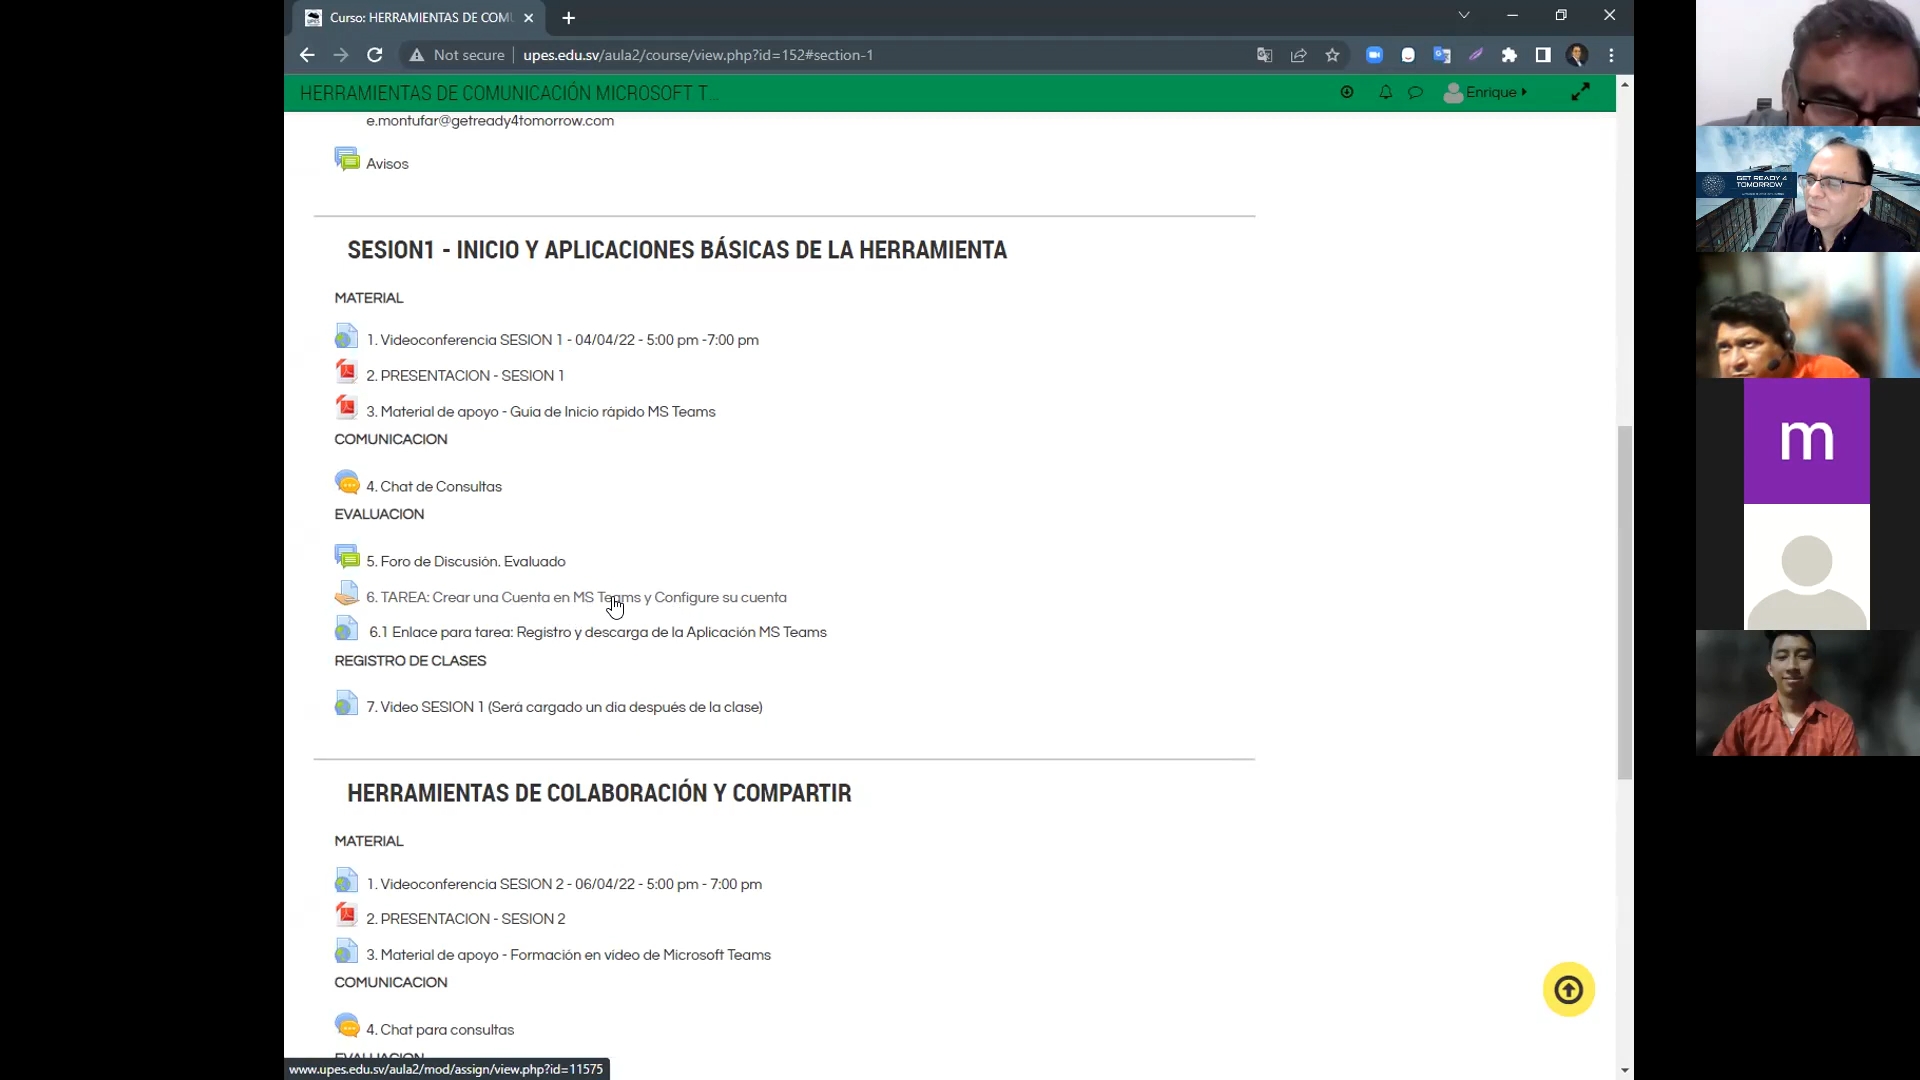 Curso: HERRAMIENTAS DE COM
Not secure
upes.edu.sv/aula2/course/view.php?id=152#section-1
HERRAMIENTAS DE COMUNICACIÓN MICROSOFT T...
Enrique
e.montufar@getready4tomorrow.com
Avisos
SESION1 - INICIO Y APLICACIONES BÁSICAS DE LA HERRAMIENTA
MATERIAL
1. Videoconferencia SESION 1 - 04/04/22 - 5:00 pm -7:00 pm
2. PRESENTACION - SESION 1
3. Material de apoyo - Guia de Inicio rápido MS Teams
COMUNICACION
4. Chat de Consultas
EVALUACION
5. Foro de Discusión. Evaluado
6. TAREA: Crear una Cuenta en MS Teams y Configure su cuenta
6.1 Enlace para tarea: Registro y descarga de la Aplicación MS Teams
REGISTRO DE CLASES
7. Video SESION 1 (Será cargado un dia después de la clase)
HERRAMIENTAS DE COLABORACIÓN Y COMPARTIR
MATERIAL
1. Videoconferencia SESION 2 - 06/04/22 - 5:00 pm - 7:00 pm
2. PRESENTACION - SESION 2
3. Material de apoyo - Formación en vídeo de Microsoft Teams
COMUNICACION
4. Chat para consultas
EVALUACION
www.upes.edu.sv/aula2/mod/assign/view.php?id=11575
GET READY 4
TOMORROW
m